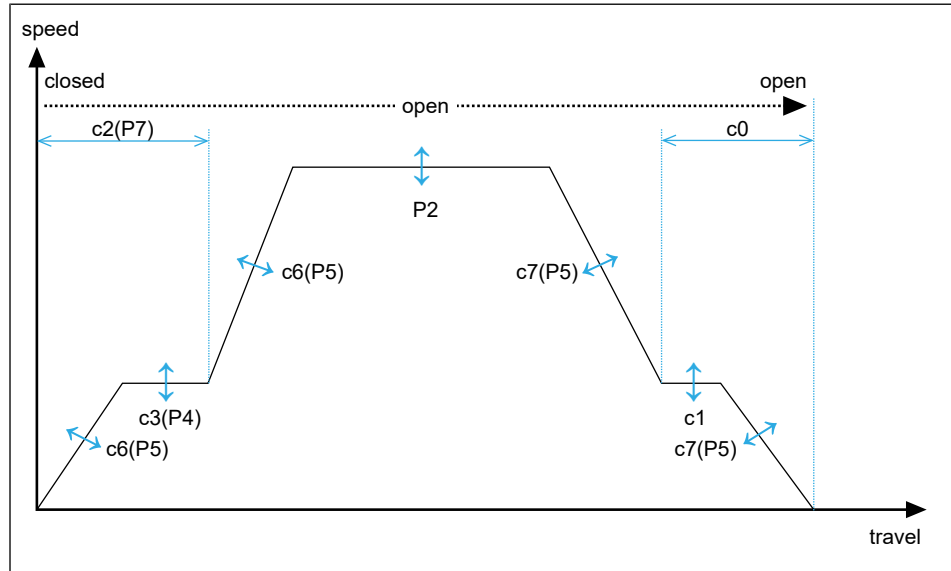 speed
closed
open
open
c2(P7)
c0
P2
c6(P5)
c7(P5)
c3(P4)
c1
c6(P5)
c7(P5)
travel